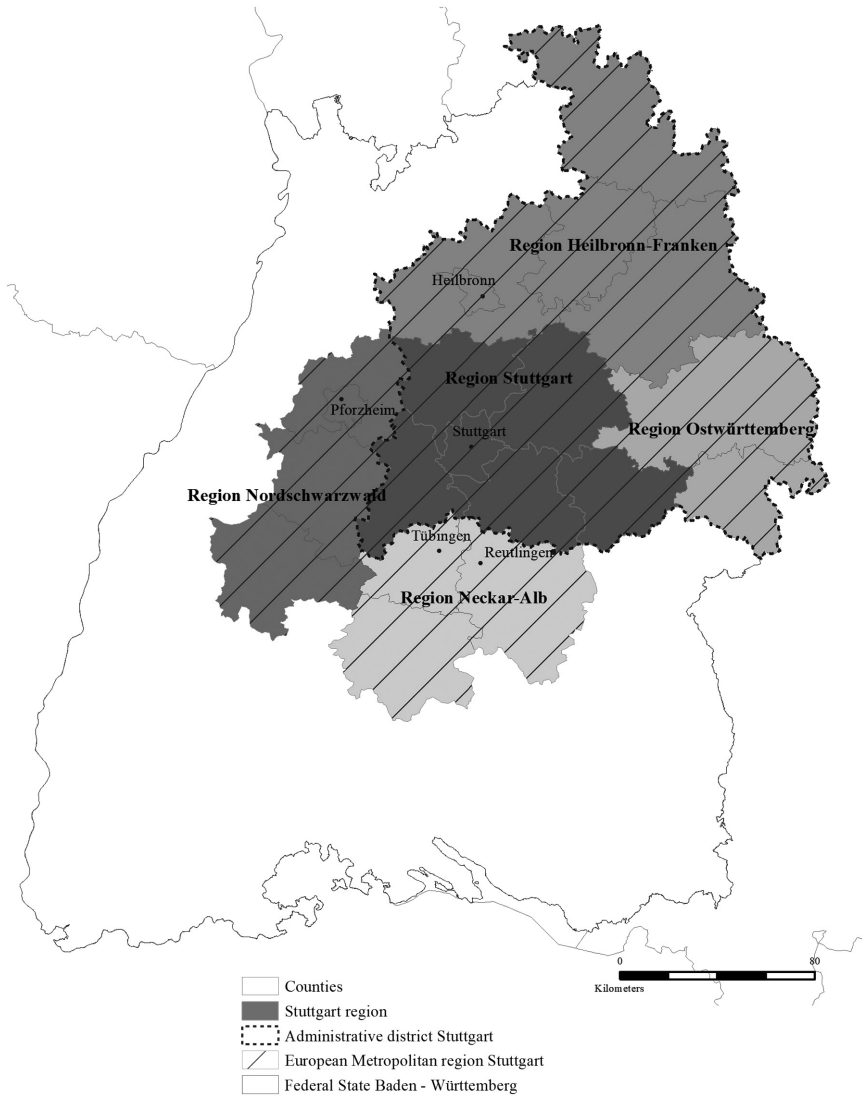 Region Heilbronn-Franken
Heilbronn
Region Stuttgart
Pforzheim
Region Ostwürttemberg
Stuttgart
Region Nordschwarzwald
Tübingen
Reutlingen
Region Neckar-Alb
0 80
Kilometers
Counties
Stuttgart region
Administrative district Stuttgart
European Metropolitan region Stuttgart
Federal State Baden - Württemberg